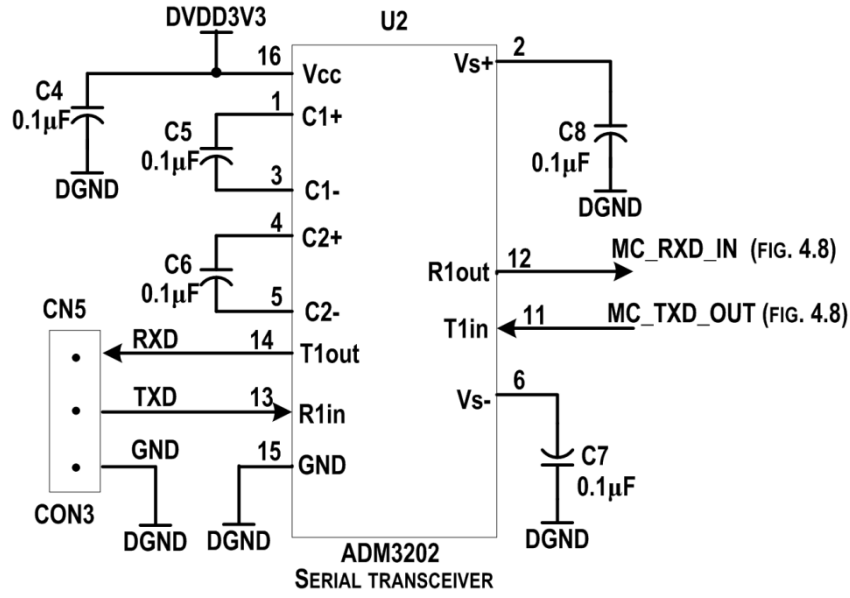 DVDD3V3
U2
16
Vcc
C4
0.1µF
DGND
1
C1+
C5
0.1µF
3
C1-
4
C2+
C6
0.1µF
5
C2-
CN5
RXD
14
T1out
TXD
13
R1in
GND
15
GND
CON3
DGND
DGND
2
Vs+
C8
0.1µF
DGND
R1out
12
MC_RXD_IN (FIG. 4.8)
T1in
11
MC_TXD_OUT (FIG. 4.8)
6
Vs-
C7
0.1µF
DGND
ADM3202
SERIAL TRANSCEIVER